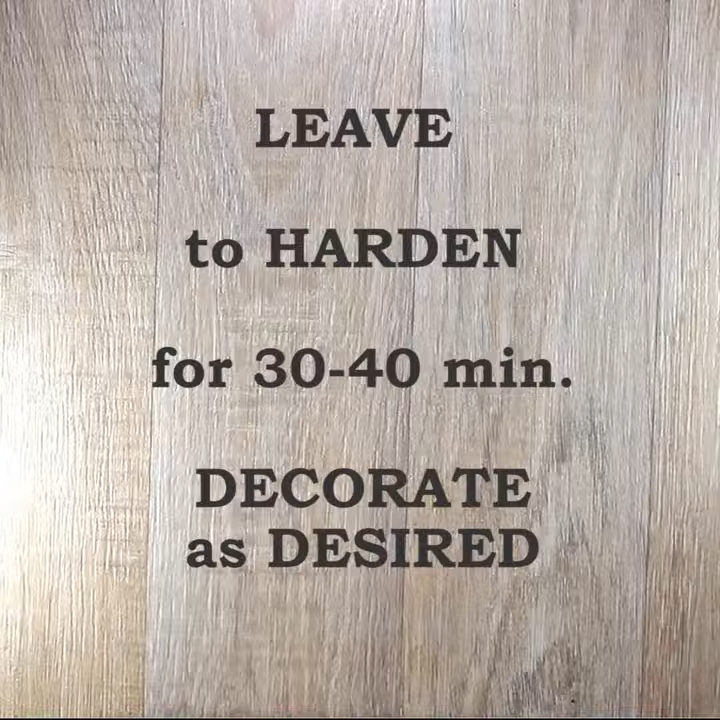 LEAVE
to HARDEN
for 30-40 min.
DECORATE
as DESIRED